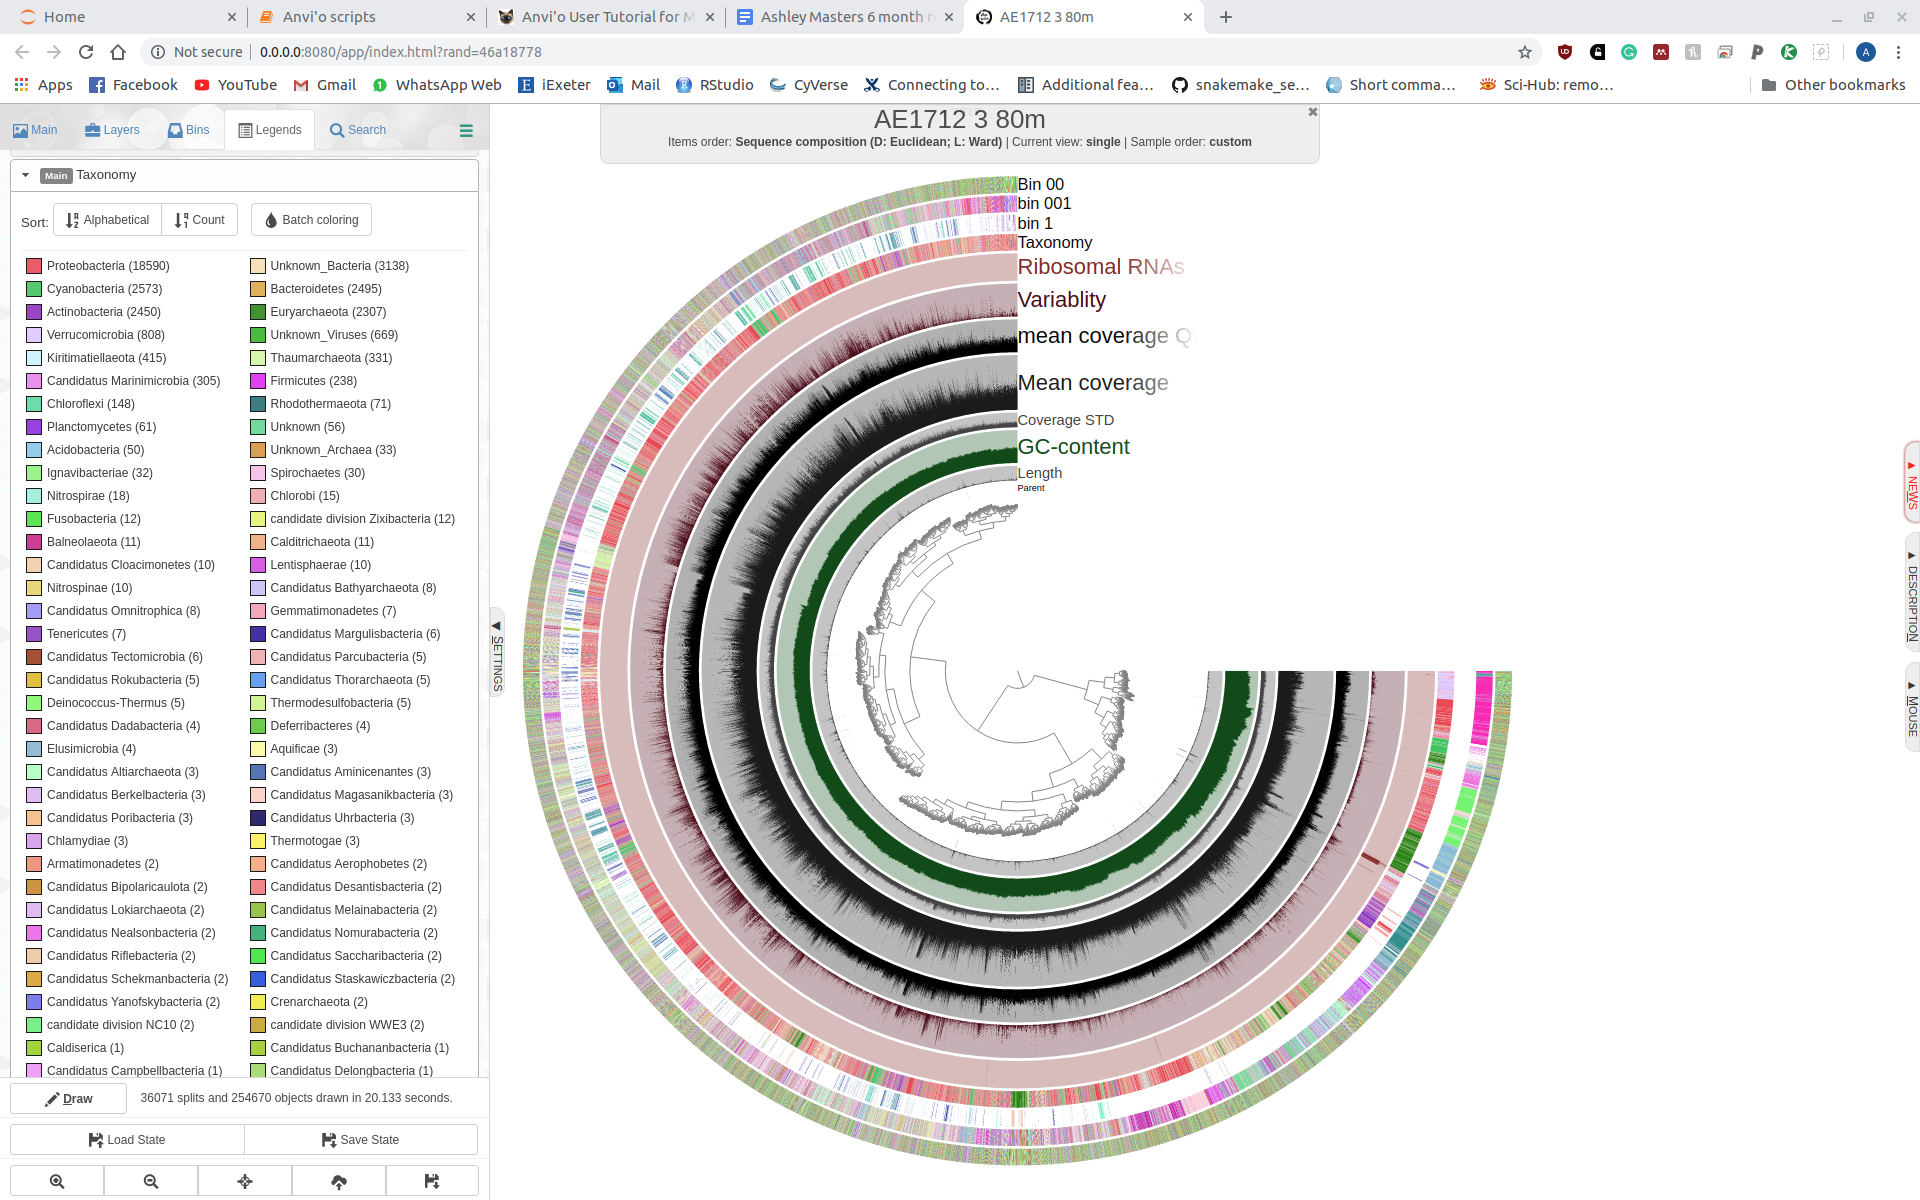 Home
Anvi'o scripts
Anvi'o User Tutorial for M
Ashley Masters 6 month r
AE1712 3 80m
Not secure
0.0.0.0:8080/app/index.html?rand=46a18778
Apps
Facebook
YouTube
Gmail
WhatsApp Web
iExeter
Mail
RStudio
CyVerse
Connecting to…
Additional fea…
snakemake_se…
Short comma…
Sci-Hub: remo…
Other bookmarks
Main
Layers
Bins
Legends
Search
AE1712 3 80m
Items order: Sequence composition (D: Euclidean; L: Ward) | Current view: single | Sample order: custom
Main Taxonomy
Sort: Alphabetical Count Batch coloring
Proteobacteria (18590) Unknown_Bacteria (3138)
Cyanobacteria (2573) Bacteroidetes (2495)
Actinobacteria (2450) Euryarchaeota (2307)
Verrucomicrobia (808) Unknown_Viruses (669)
Kiritimatiellaeota (415) Thaumarchaeota (331)
Candidatus Marinimicrobia (305) Firmicutes (238)
Chloroflexi (148) Rhodothermaeota (71)
Planctomycetes (61) Unknown (56)
Acidobacteria (50) Unknown_Archaea (33)
Ignavibacteriae (32) Spirochaetes (30)
Nitrospirae (18) Chlorobi (15)
Fusobacteria (12) candidate division Zixibacteria (12)
Balneolaeota (11) Calditrichaeota (11)
Candidatus Cloacimonetes (10) Lentisphaerae (10)
Nitrospinae (10) Candidatus Bathyarchaeota (8)
Candidatus Omnitrophica (8) Gemmatimonadetes (7)
Tenericutes (7) Candidatus Margulisbacteria (6)
Candidatus Tectomicrobia (6) Candidatus Parcubacteria (5)
Candidatus Rokubacteria (5) Candidatus Thorarchaeota (5)
Deinococcus-Thermus (5) Thermodesulfobacteria (5)
Candidatus Dadabacteria (4) Deferribacteres (4)
Elusimicrobia (4) Aquificae (3)
Candidatus Altiarchaeota (3) Candidatus Aminicenantes (3)
Candidatus Berkelbacteria (3) Candidatus Magasanikbacteria (3)
Candidatus Poribacteria (3) Candidatus Uhrbacteria (3)
Chlamydiae (3) Thermotogae (3)
Armatimonadetes (2) Candidatus Aerophobetes (2)
Candidatus Bipolaricaulota (2) Candidatus Desantisbacteria (2)
Candidatus Lokiarchaeota (2) Candidatus Melainabacteria (2)
Candidatus Nealsonbacteria (2) Candidatus Nomurabacteria (2)
Candidatus Riflebacteria (2) Candidatus Saccharibacteria (2)
Candidatus Schekmanbacteria (2) Candidatus Staskawiczbacteria (2)
Candidatus Yanofskybacteria (2) Crenarchaeota (2)
candidate division NC10 (2) candidate division WWE3 (2)
Caldiserica (1) Candidatus Buchananbacteria (1)
Candidatus Campbellbacteria (1) Candidatus Delongbacteria (1)
Draw
36071 splits and 254670 objects drawn in 20.133 seconds.
Load State
Save State
SETTINGS
Bin 00
bin 001
bin 1
Taxonomy
Ribosomal RNAs
Variablity
mean coverage Q
Mean coverage
Coverage STD
GC-content
Length
Parent
NEWS
DESCRIPTION
MOUSE
A